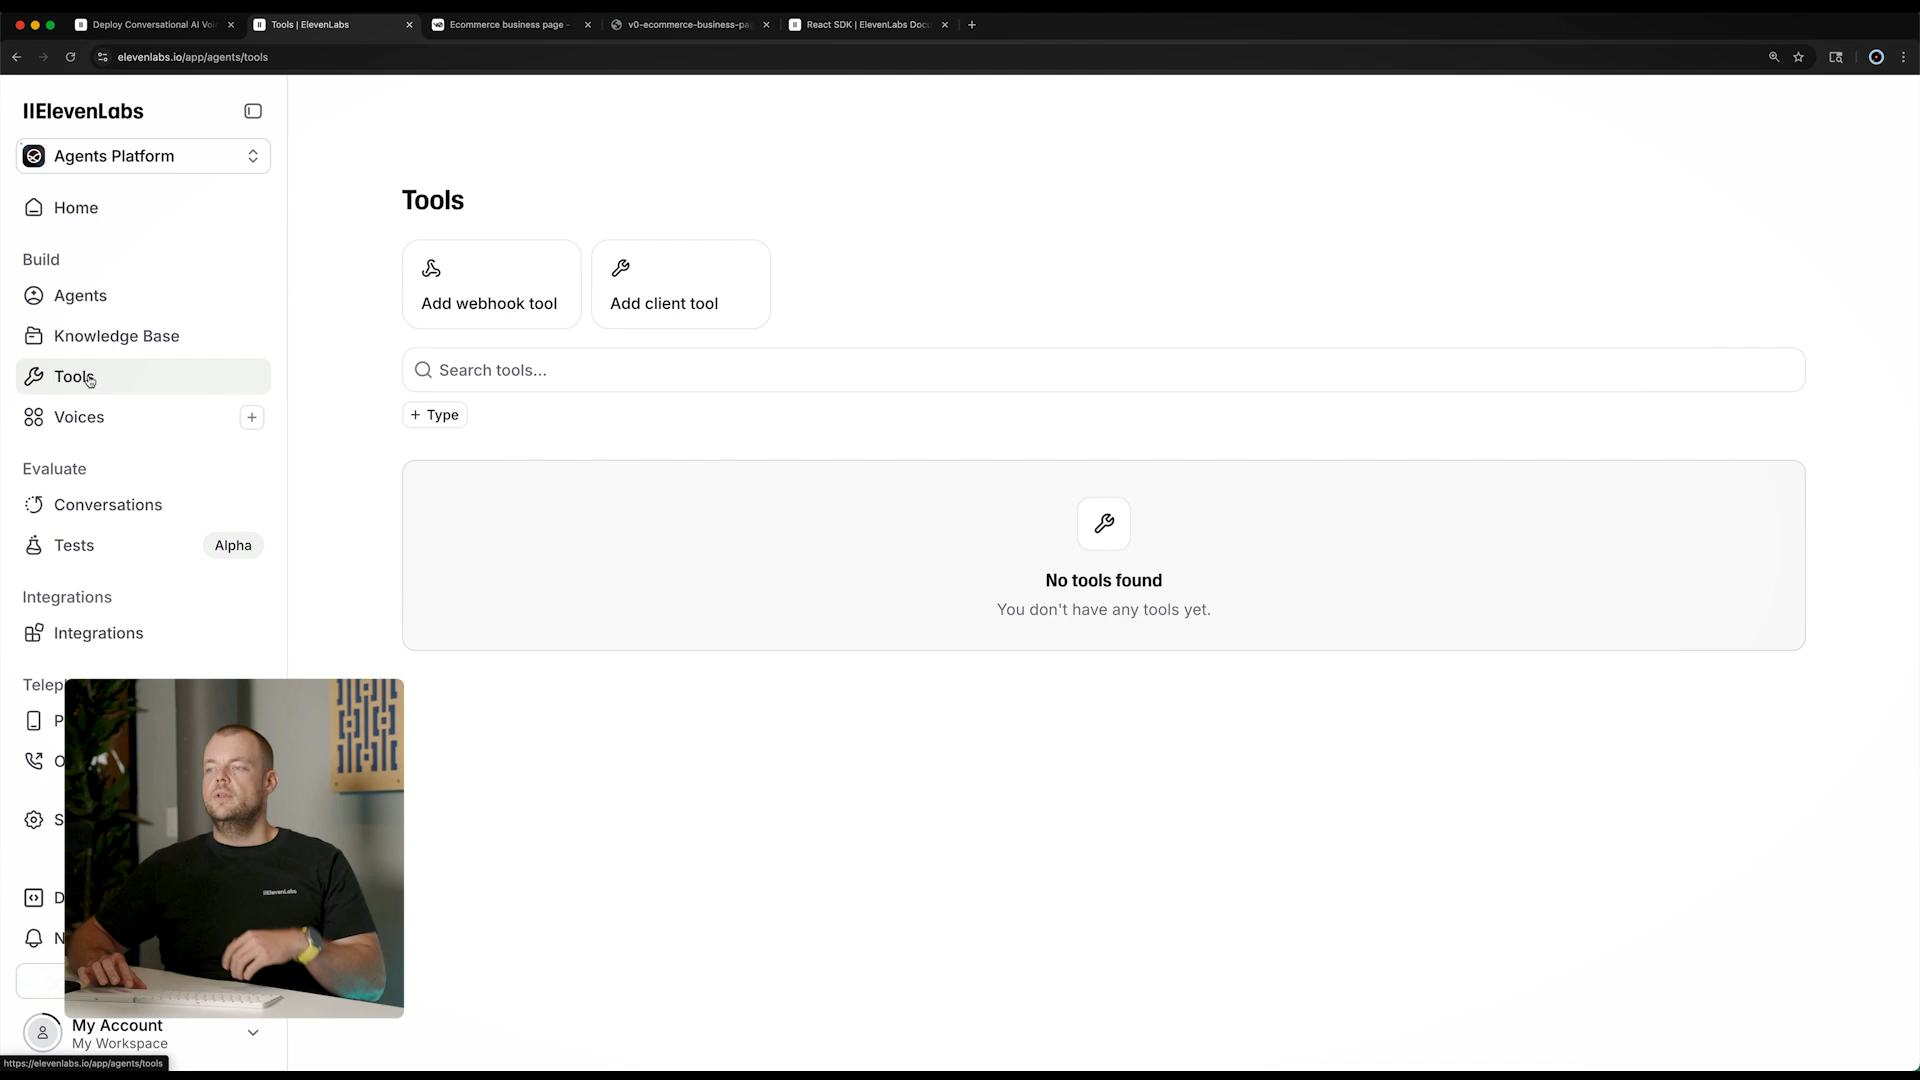 Deploy Conversational AI Voi
Tools | ElevenLabs
Ecommerce business page -
v0-ecommerce-business-pa
React SDK | ElevenLabs Docu
elevenlabs.io/app/agents/tools
IIElevenLabs
Agents Platform
Home
Build
Agents
Knowledge Base
Tools
Voices
Evaluate
Conversations
Tests
Alpha
Integrations
Integrations
Telep
P
O
S
D
N
My Account
My Workspace
https://elevenlabs.io/app/agents/tools
Tools
Add webhook tool
Add client tool
Search tools...
+ Type
No tools found
You don't have any tools yet.
IIElevenLabs